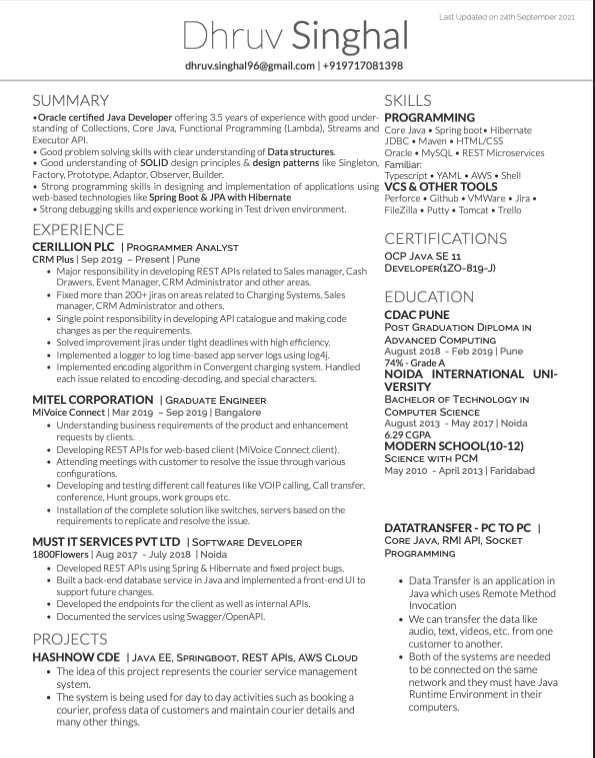 Last Updated on 24th September 2021
Dhruv Singhal
dhruv.singhal96@gmail.com | +919717081398
SUMMARY
•Oracle certified Java Developer offering 3.5 years of experience with good under-
standing of Collections, Core Java, Functional Programming (Lambda), Streams and
Executor API.
• Good problem solving skills with clear understanding of Data structures.
• Good understanding of SOLID design principles & design patterns like Singleton,
Factory, Prototype, Adaptor, Observer, Builder.
• Strong programming skills in designing and implementation of applications using
web-based technologies like Spring Boot & JPA with Hibernate
• Strong debugging skills and experience working in Test driven environment.
EXPERIENCE
CERILLION PLC | PROGRAMMER ANALYST
CRM Plus | Sep 2019 – Present | Pune
• Major responsibility in developing REST APIs related to Sales manager, Cash
Drawers, Event Manager, CRM Administrator and other areas.
• Fixed more than 200+ jiras on areas related to Charging Systems, Sales
manager, CRM Administrator and others.
• Single point responsibility in developing API catalogue and making code
changes as per the requirements.
• Solved improvement jiras under tight deadlines with high efficiency.
• Implemented a logger to log time-based app server logs using log4j.
• Implemented encoding algorithm in Convergent charging system. Handled
each issue related to encoding-decoding, and special characters.
MITEL CORPORATION | GRADUATE ENGINEER
MiVoice Connect | Mar 2019 – Sep 2019 | Bangalore
• Understanding business requirements of the product and enhancement
requests by clients.
• Developing REST APIs for web-based client (MiVoice Connect client).
• Attending meetings with customer to resolve the issue through various
configurations.
• Developing and testing different call features like VOIP calling, Call transfer,
conference, Hunt groups, work groups etc.
• Installation of the complete solution like switches, servers based on the
requirements to replicate and resolve the issue.
MUST IT SERVICES PVT LTD | SOFTWARE DEVELOPER
1800Flowers | Aug 2017 - July 2018 | Noida
• Developed REST APIs using Spring & Hibernate and fixed project bugs.
• Built a back-end database service in Java and implemented a front-end UI to
support future changes.
• Developed the endpoints for the client as well as internal APIs.
• Documented the services using Swagger/OpenAPI.
PROJECTS
HASHNOW CDE | JAVA EE, SPRINGBOOT, REST APIS, AWS CLOUD
• The idea of this project represents the courier service management
system.
• The system is being used for day to day activities such as booking a
courier, profess data of customers and maintain courier details and
many other things.
SKILLS
PROGRAMMING
Core Java • Spring boot• Hibernate
JDBC • Maven • HTML/CSS
Oracle • MySQL • REST Microservices
Familiar:
Typescript • YAML • AWS • Shell
VCS & OTHER TOOLS
Perforce • Github • VMWare • Jira •
FileZilla • Putty • Tomcat • Trello
CERTIFICATIONS
OCP JAVA SE 11
DEVELOPER(1ZO-819-J)
EDUCATION
CDAC PUNE
POST GRADUATION DIPLOMA IN
ADVANCED COMPUTING
August 2018 - Feb 2019 | Pune
74% - Grade A
NOIDA INTERNATIONAL UNI-
VERSITY
BACHELOR OF TECHNOLOGY IN
COMPUTER SCIENCE
August 2013 - May 2017 | Noida
6.29 CGPA
MODERN SCHOOL(10-12)
SCIENCE WITH PCM
May 2010 - April 2013 | Faridabad
DATATRANSFER - PC TO PC |
CORE JAVA, RMI API, SOCKET
PROGRAMMING
• Data Transfer is an application in
Java which uses Remote Method
Invocation
• We can transfer the data like
audio, text, videos, etc. from one
customer to another.
• Both of the systems are needed
to be connected on the same
network and they must have Java
Runtime Environment in their
computers.